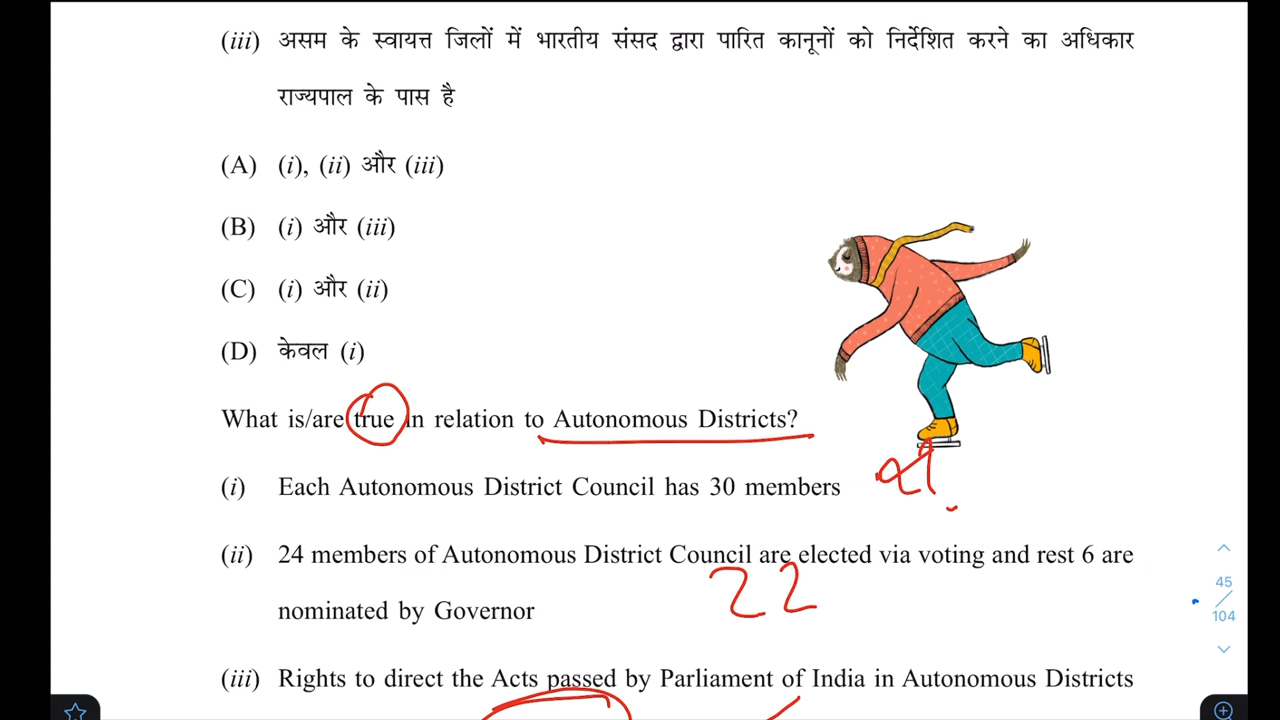 (iii) असम के स्वायत्त जिलों में भारतीय संसद द्वारा पारित कानूनों को निर्देशित करने का अधिकार
राज्यपाल के पास है
(A) (i), (ii) और (iii)
(B) (i) और (iii)
(C) (i) और (ii)
(D) केवल (i)
What is/are true in relation to Autonomous Districts?
(i) Each Autonomous District Council has 30 members
(ii) 24 members of Autonomous District Council are elected via voting and rest 6 are
22
nominated by Governor
(iii) Rights to direct the Acts passed by Parliament of India in Autonomous Districts
45
104